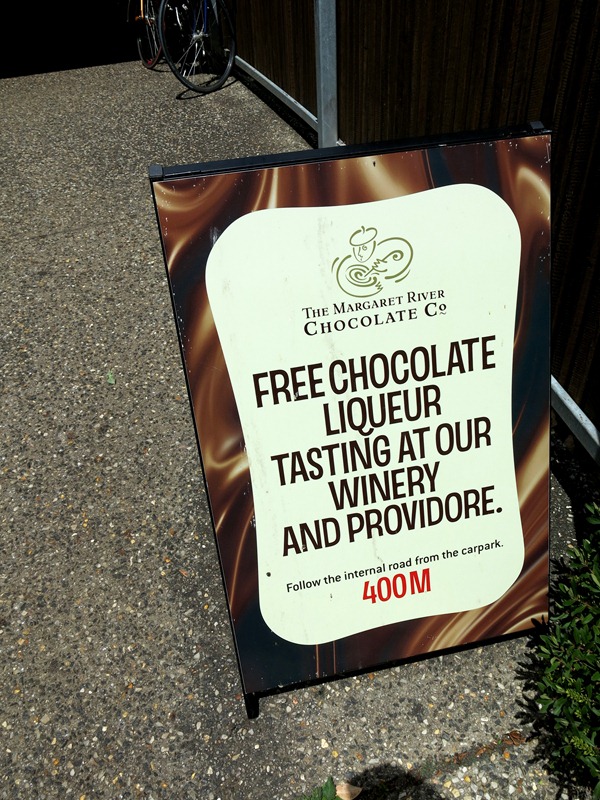 THE MARGARET RIVER
CHOCOLATE Co
FREE CHOCOLATE
LIQUEUR
TASTING AT OUR
WINERY
AND PROVIDORE.
Follow the internal road from the carpark.
400M